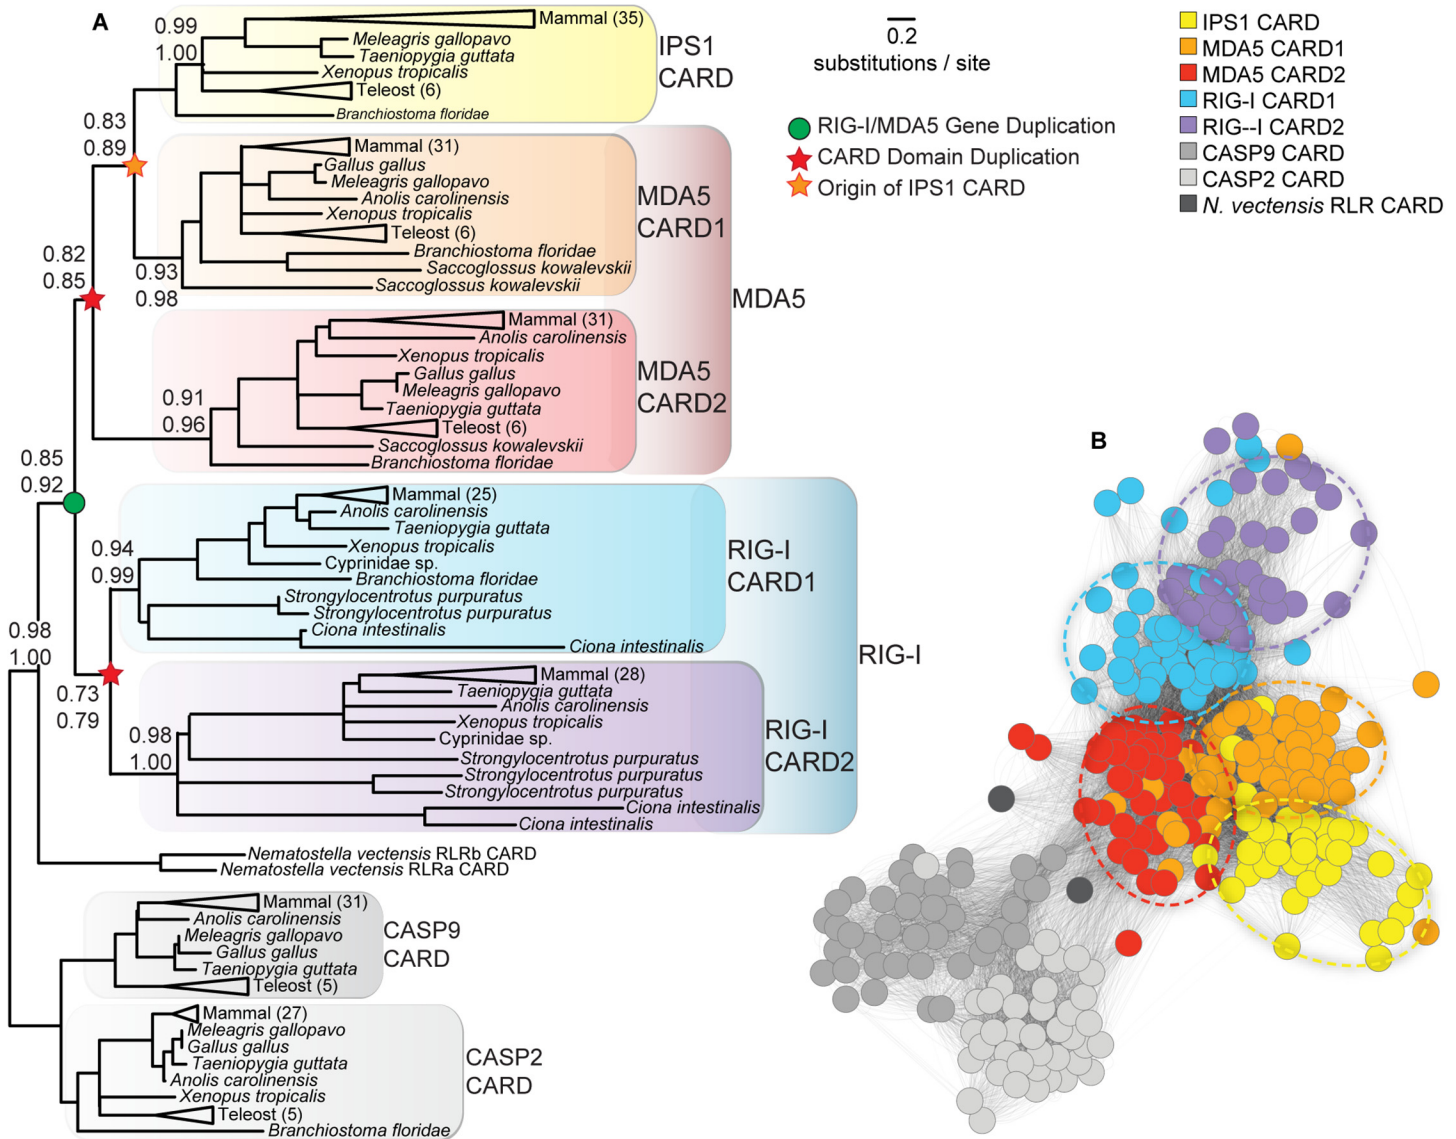 A
0.99
1.00
Mammal (35)
Meleagris gallopavo
Taeniopygia guttata
Xenopus tropicalis
Teleost (6)
Branchiostoma floridae
IPS1
CARD
0.83
0.89
Mammal (31)
Gallus gallus
Meleagris gallopavo
Anolis carolinensis
Xenopus tropicalis
Teleost (6)
Branchiostoma floridae
Saccoglossus kowalevskii
Saccoglossus kowalevskii
0.93
0.98
MDA5
CARD1
0.82
0.85
MDA5
Mammal (31)
Anolis carolinensis
Xenopus tropicalis
Gallus gallus
Meleagris gallopavo
Taeniopygia guttata
Teleost (6)
Saccoglossus kowalevskii
Branchiostoma floridae
0.91
0.96
MDA5
CARD2
0.85
0.92
Mammal (25)
Anolis carolinensis
Taeniopygia guttata
Xenopus tropicalis
Cyprinidae sp.
Branchiostoma floridae
Strongylocentrotus purpuratus
Strongylocentrotus purpuratus
Ciona intestinalis
Ciona intestinalis
0.94
0.99
RIG-I
CARD1
0.98
1.00
RIG-I
0.73
0.79
Mammal (28)
Taeniopygia guttata
Anolis carolinensis
Xenopus tropicalis
Cyprinidae sp.
Strongylocentrotus purpuratus
Strongylocentrotus purpuratus
Strongylocentrotus purpuratus
Ciona intestinalis
Ciona intestinalis
0.98
1.00
RIG-I
CARD2
Nematostella vectensis RLRb CARD
Nematostella vectensis RLRa CARD
Mammal (31)
Anolis carolinensis
Meleagris gallopavo
Gallus gallus
Taeniopygia guttata
Teleost (5)
CASP9
CARD
Mammal (27)
Meleagris gallopavo
Gallus gallus
Taeniopygia guttata
Anolis carolinensis
Xenopus tropicalis
Teleost (5)
Branchiostoma floridae
CASP2
CARD
0.2
substitutions / site
RIG-I/MDA5 Gene Duplication
CARD Domain Duplication
Origin of IPS1 CARD
IPS1 CARD
MDA5 CARD1
MDA5 CARD2
RIG-I CARD1
RIG--I CARD2
CASP9 CARD
CASP2 CARD
N. vectensis RLR CARD
B